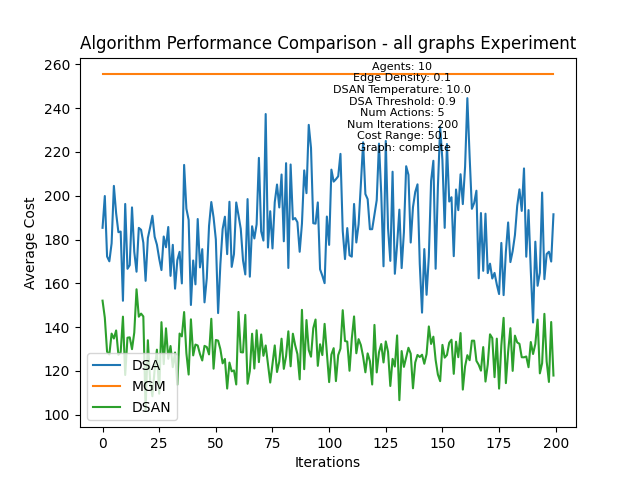 Algorithm Performance Comparison - all graphs Experiment
Agents: 10
Edge Density: 0.1
DSAN Temperature: 10.0
DSA Threshold: 0.9
Num Actions: 5
Num Iterations: 200
Cost Range: 501
Graph: complete
260
240
220
200
180
160
140
120
100
Average Cost
DSA
MGM
DSAN
0 25 50 75 100 125 150 175 200
Iterations